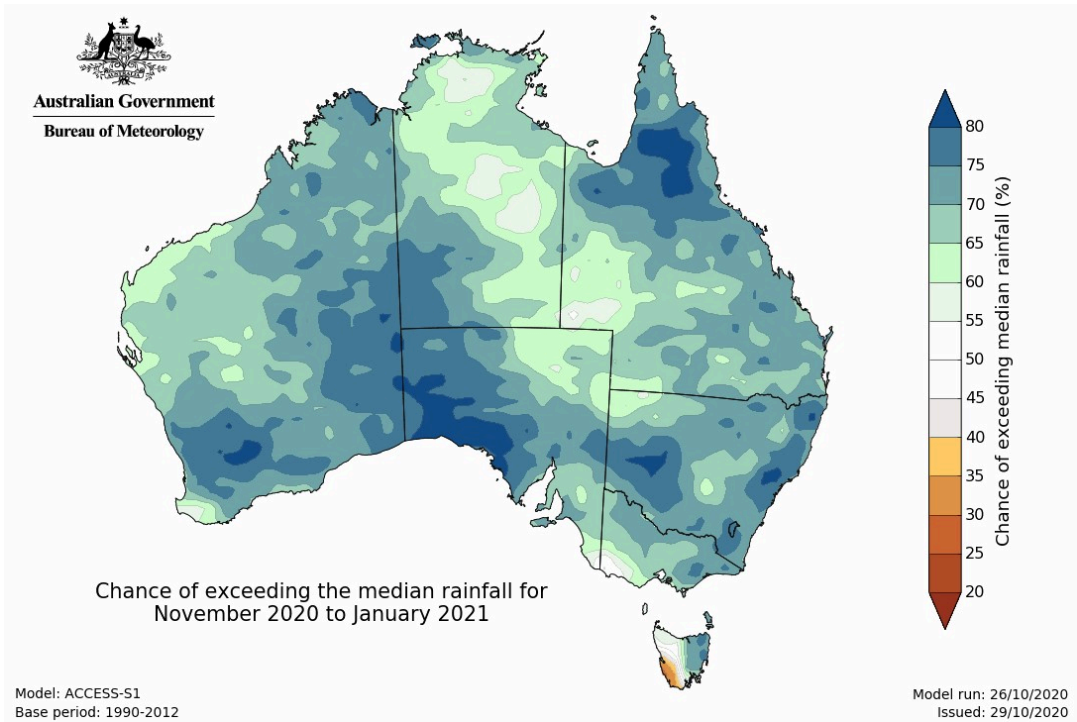 Australian Government
Bureau of Meteorology
80
75
70
65
60
55
50
45
40
35
30
25
20
Chance of exceeding median rainfall (%)
Chance of exceeding the median rainfall for
November 2020 to January 2021
Model: ACCESS-S1
Base period: 1990-2012
Model run: 26/10/2020
Issued: 29/10/2020